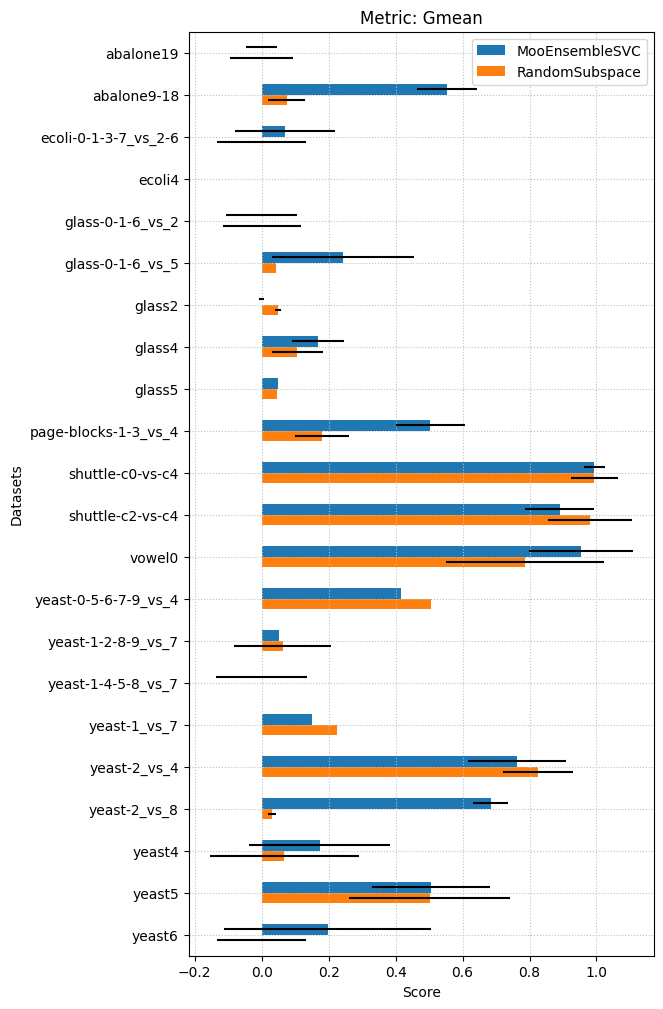 Metric: Gmean
MooEnsembleSVC
RandomSubspace
Datasets
abalone19
abalone9-18
ecoli-0-1-3-7_vs_2-6
ecoli4
glass-0-1-6_vs_2
glass-0-1-6_vs_5
glass2
glass4
glass5
page-blocks-1-3_vs_4
shuttle-c0-vs-c4
shuttle-c2-vs-c4
vowel0
yeast-0-5-6-7-9_vs_4
yeast-1-2-8-9_vs_7
yeast-1-4-5-8_vs_7
yeast-1_vs_7
yeast-2_vs_4
yeast-2_vs_8
yeast4
yeast5
yeast6
−0.2 0.0 0.2 0.4 0.6 0.8 1.0
Score